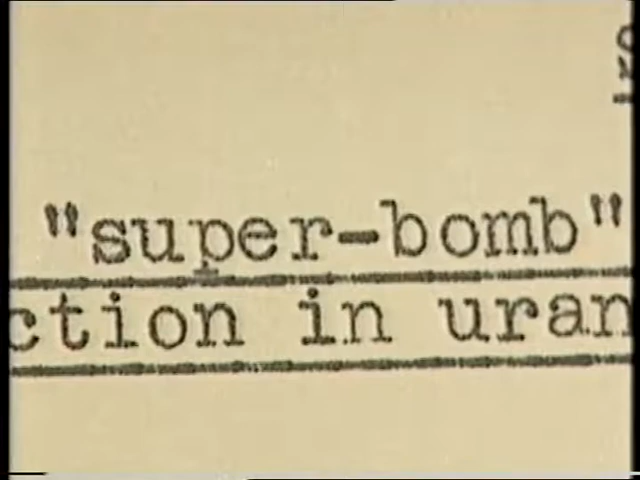 "super-bomb"
ction in uran